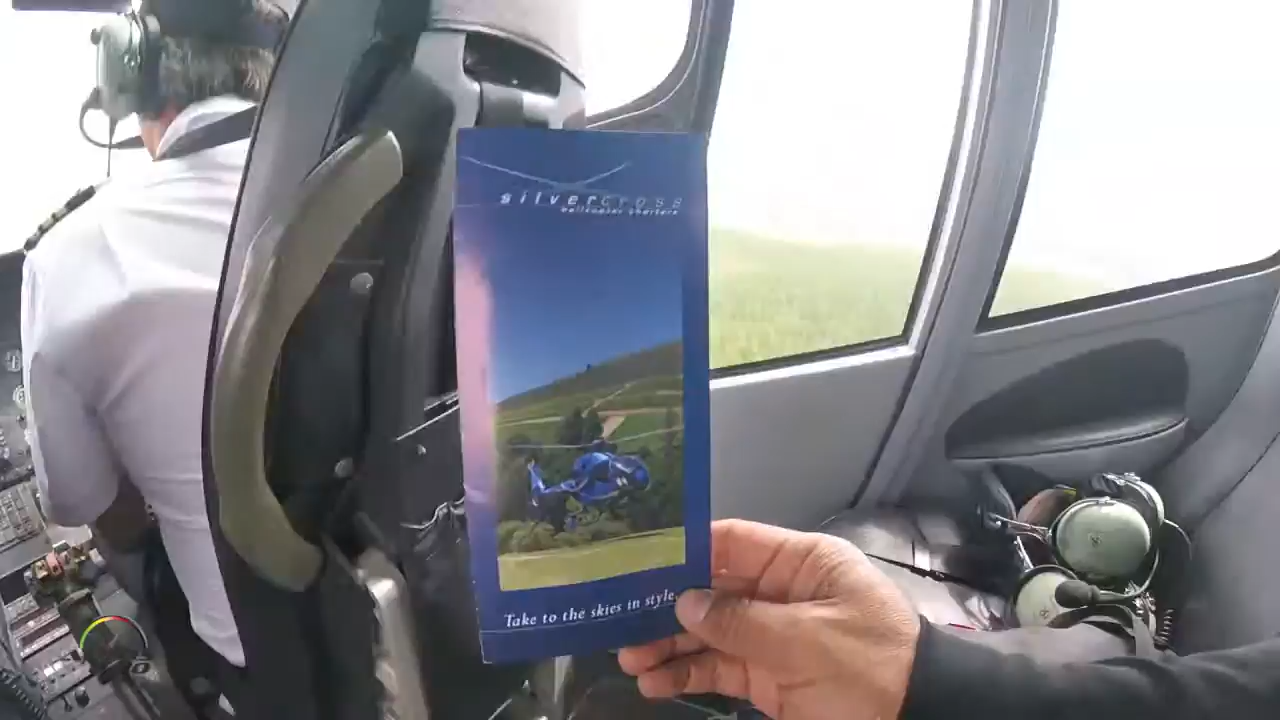 silvercross
helicopter charters
Take to the skies in style